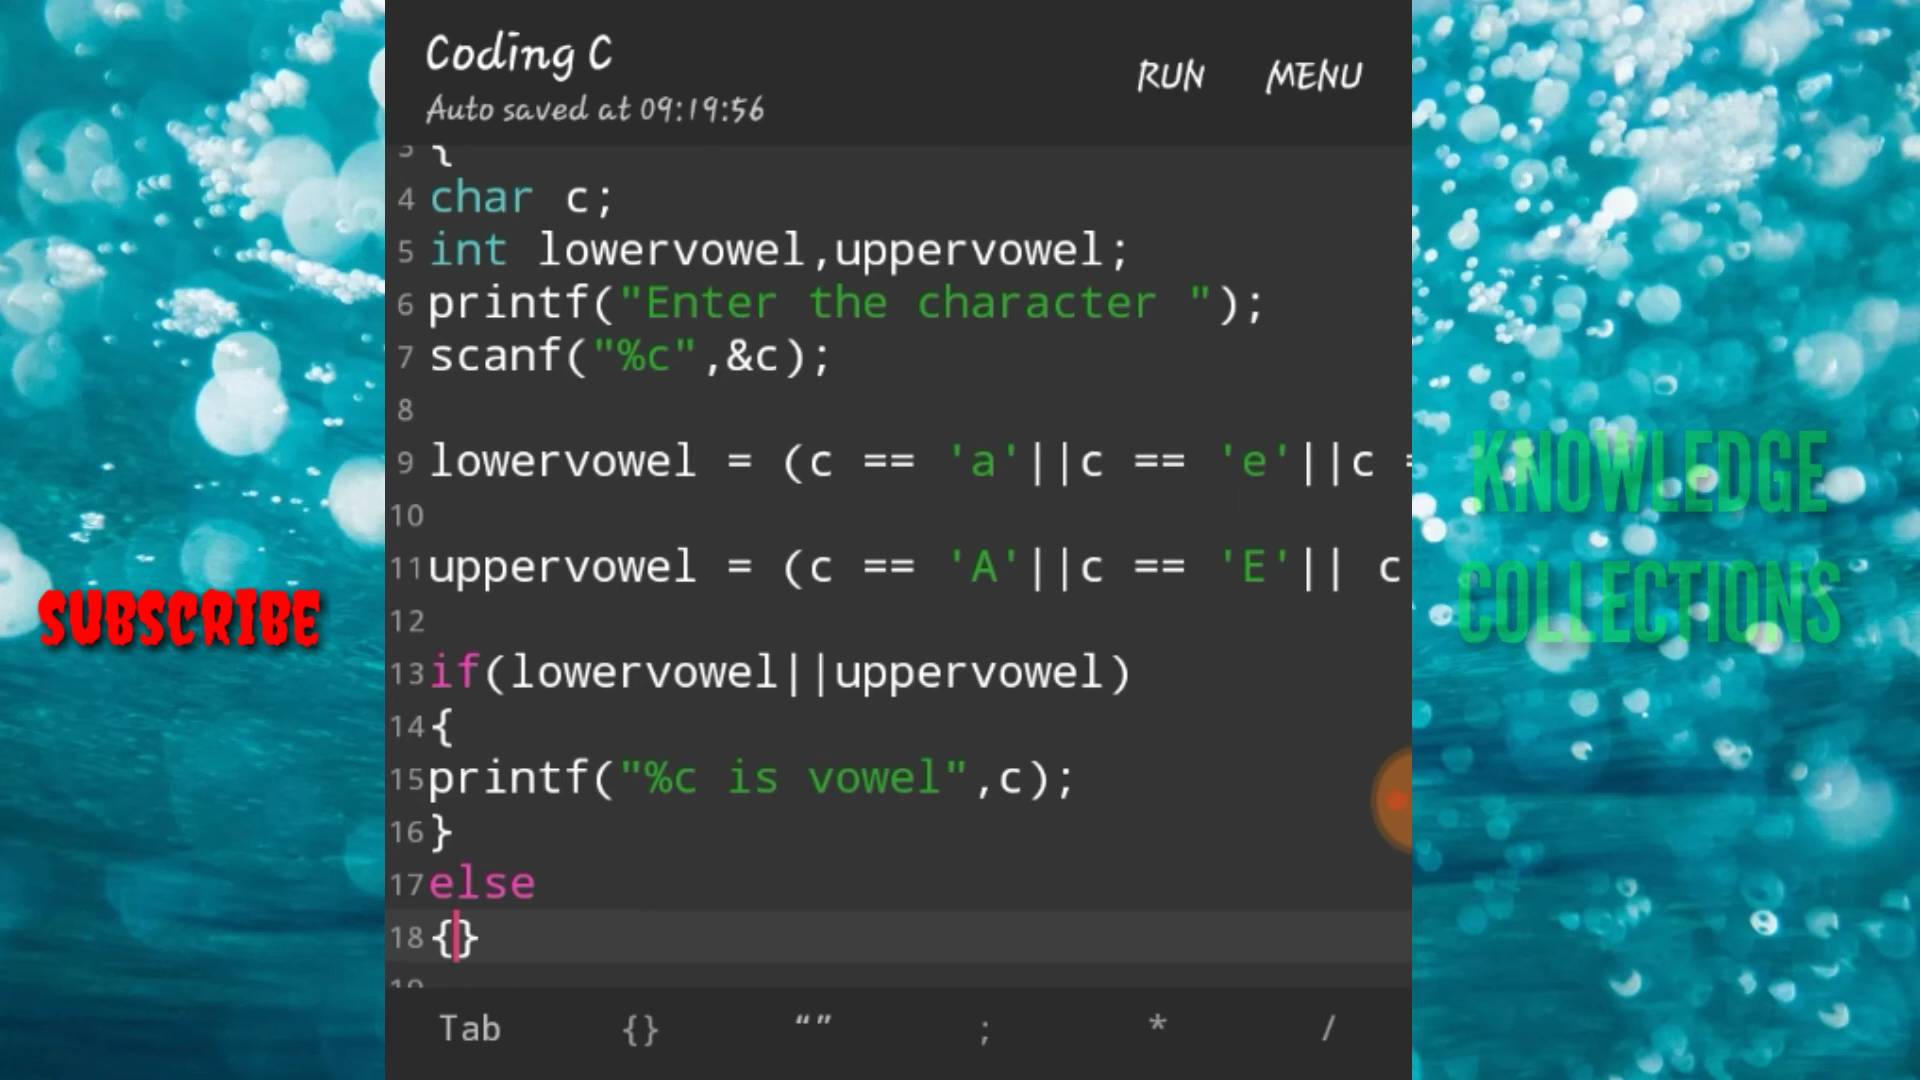 Coding C
RUN
MENU
Auto saved at 09:19:56
3 {
4 char c;
5 int lowervowel,uppervowel;
6 printf("Enter the character ");
7 scanf("%c",&c);
8
9 lowervowel = (c == 'a'||c == 'e'||c =
10
11 uppervowel = (c == 'A'||c == 'E'|| c
12
13 if(lowervowel||uppervowel)
14 {
15 printf("%c is vowel",c);
16 }
17 else
18 {}
19
Tab {} “” ; * /
SUBSCRIBE
KNOWLEDGE
COLLECTIONS